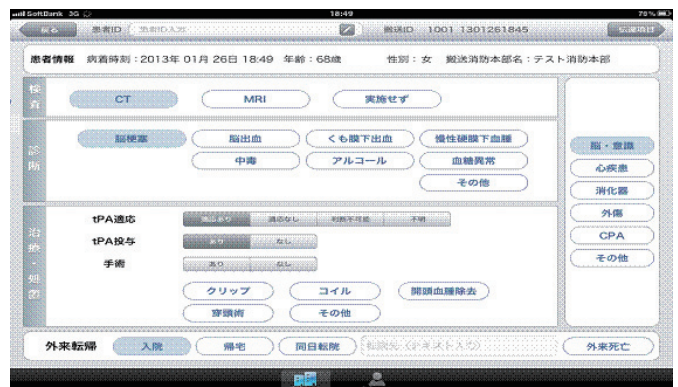 SoftBank 3G 18:49 78%
戻る 患者ID 患者ID入力 搬送ID 1001 1301261845
患者情報 病着時刻:2013年 01月 26日 18:49 年齢:68歳 性別:女 搬送消防本部名:テスト消防本部
検査 CT MRI 実施せず
診断 脳梗塞 脳出血 くも膜下出血 慢性硬膜下血腫
中毒 アルコール 血糖異常
その他
脳・意識
心疾患
消化器
外傷
CPA
その他
治療・処置
tPA適応 適応あり 適応なし 判断不可能 不明
tPA投与 あり なし
手術 あり なし
クリップ コイル 開頭血腫除去
穿頭術 その他
外来転帰 入院 帰宅 同日転院 転院先(テキスト入力) 外来死亡